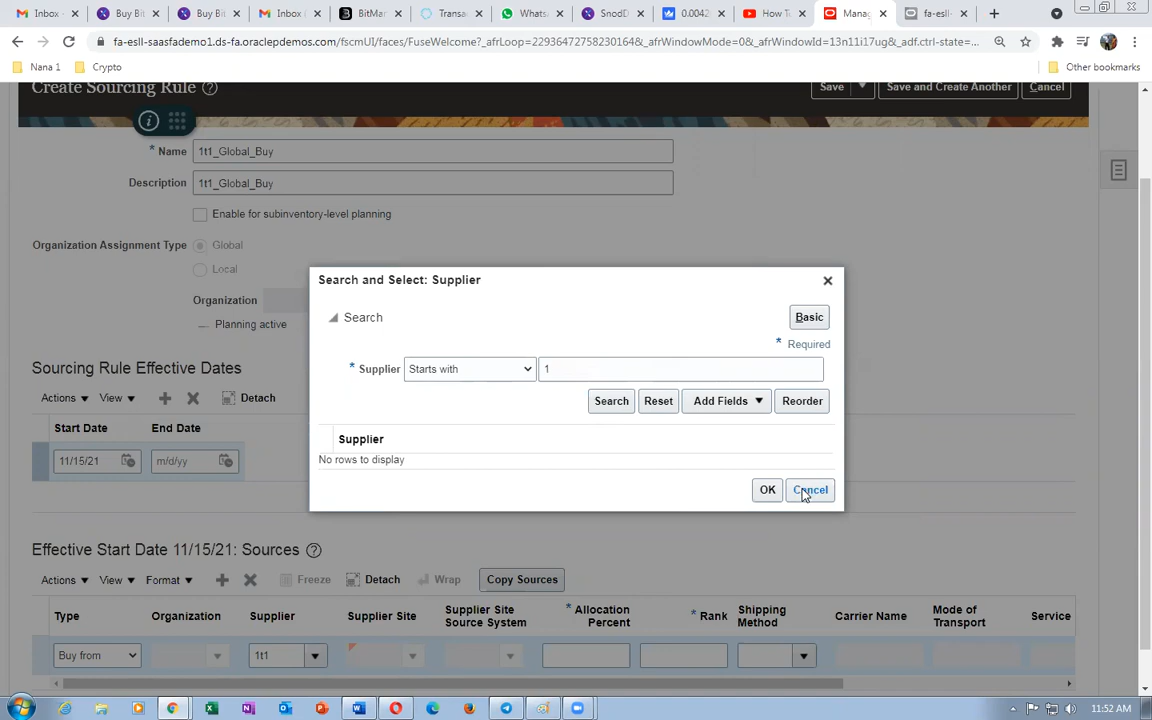 Inbox -
Buy Bit
Buy Bit
Inbox i
BitMar
Transac
Whats
SnodD
0.0042
How To
Manag
fa-esll-
fa-esll-saasfademo1.ds-fa.oraclepdemos.com/fscmUI/faces/FuseWelcome?_afrLoop=229364727582301​64&_afrWindowMode=0&_afrWindowId=13n11i17ug&_adf.ctrl-state=...
Nana 1
Crypto
Other bookmarks
Create Sourcing Rule
Save
Save and Create Another
Cancel
* Name 1t1_Global_Buy
Description 1t1_Global_Buy
Enable for subinventory-level planning
Organization Assignment Type Global
Local
Organization
Planning active
Search and Select: Supplier
Search
Basic
* Required
* Supplier Starts with 1
Search Reset Add Fields Reorder
Supplier
No rows to display
OK Cancel
Sourcing Rule Effective Dates
Actions View Detach
Start Date End Date
11/15/21 m/d/yy
Effective Start Date 11/15/21: Sources
Actions View Format Freeze Detach Wrap Copy Sources
Type Organization Supplier Supplier Site Supplier Site Source System * Allocation Percent * Rank Shipping Method Carrier Name Mode of Transport Service
Buy from 1t1
11:52 AM